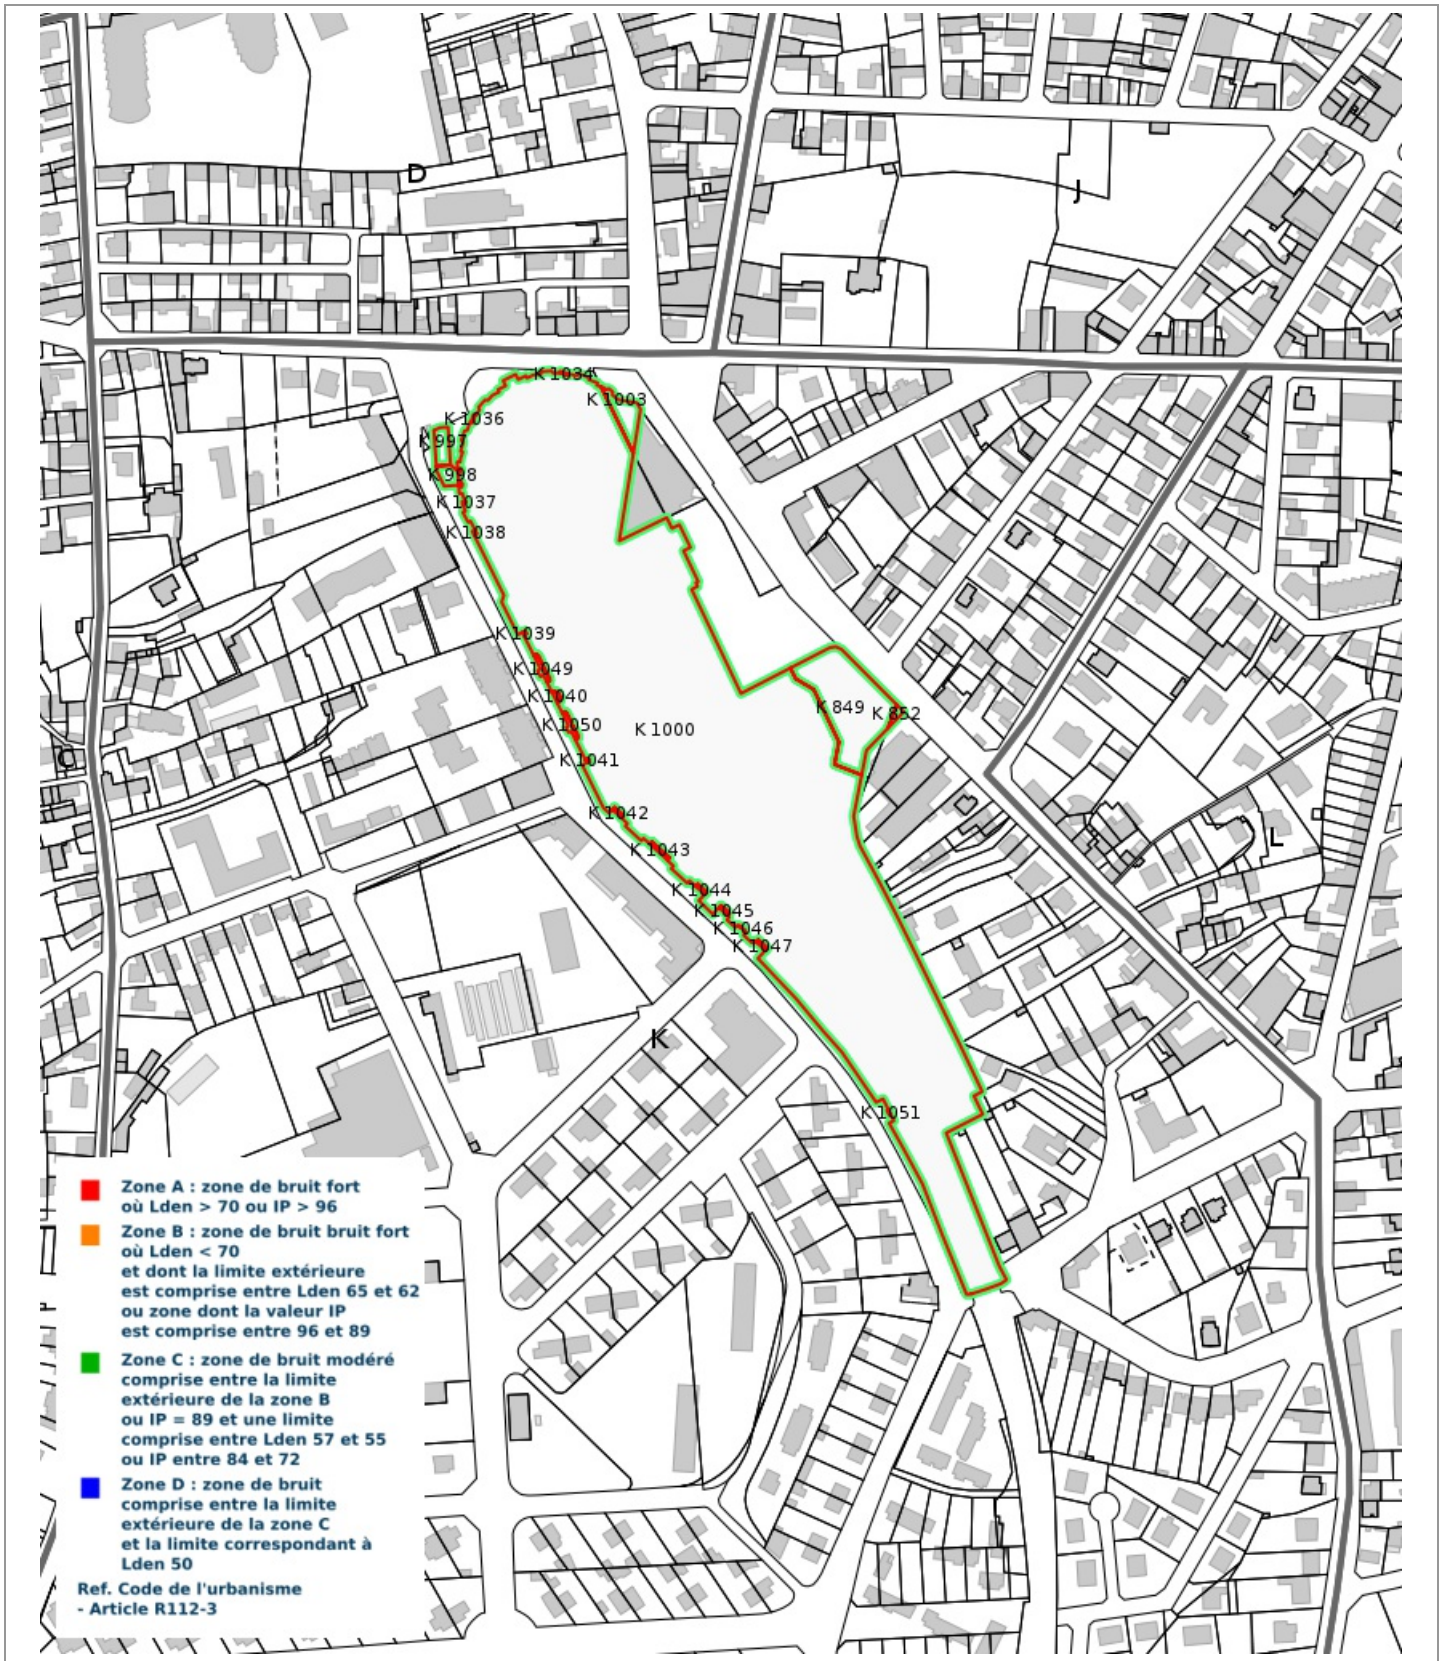 D
J
K 1034
K 1003
K 1036
K 997
K 998
K 1037
K 1038
K 1039
K 1049
K 1040
K 849
K 852
K 1050
K 1000
C
K 1041
K 1042
L
K 1043
K 1044
K 1045
K 1046
K 1047
K
K 1051
Zone A : zone de bruit fort
où Lden > 70 ou IP > 96
Zone B : zone de bruit bruit fort
où Lden < 70
et dont la limite extérieure
est comprise entre Lden 65 et 62
ou zone dont la valeur IP
est comprise entre 96 et 89
Zone C : zone de bruit modéré
comprise entre la limite
extérieure de la zone B
ou IP = 89 et une limite
comprise entre Lden 57 et 55
ou IP entre 84 et 72
Zone D : zone de bruit
comprise entre la limite
extérieure de la zone C
et la limite correspondant à
Lden 50
Ref. Code de l'urbanisme
- Article R112-3